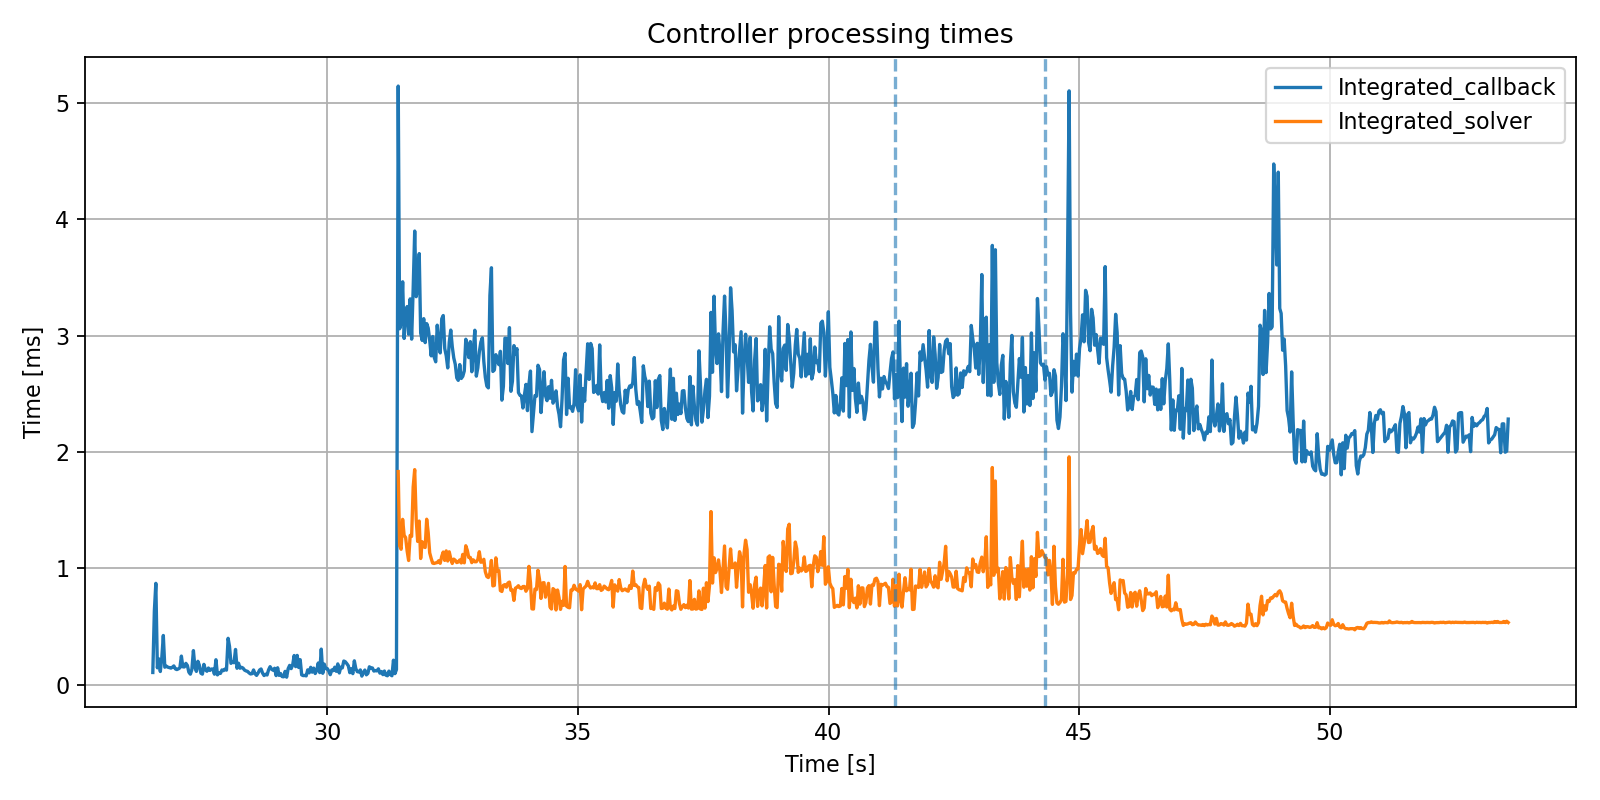 Controller processing times
Integrated_callback
Integrated_solver
Time [ms]
5
4
3
2
1
0
30 35 40 45 50
Time [s]